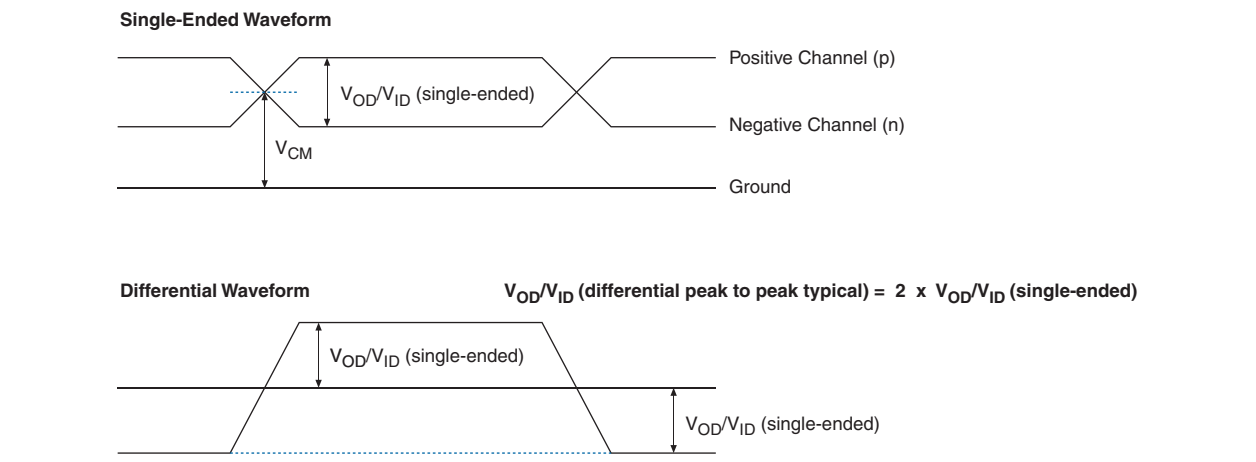 Single-Ended Waveform
Positive Channel (p)
VOD/VID (single-ended)
Negative Channel (n)
VCM
Ground
Differential Waveform
VOD/VID (differential peak to peak typical) = 2 x VOD/VID (single-ended)
VOD/VID (single-ended)
VOD/VID (single-ended)